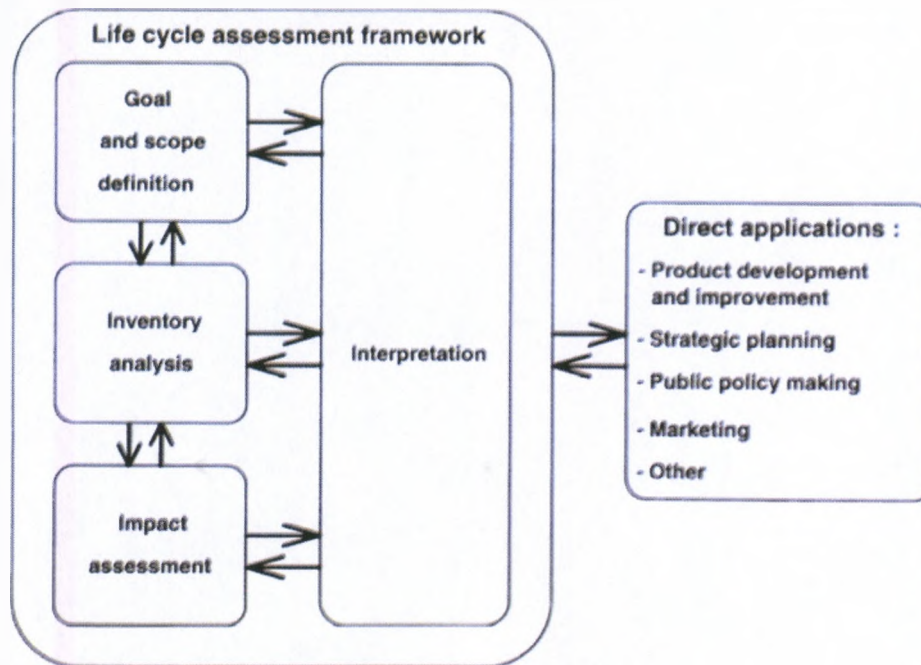 Life cycle assessment framework
Goal
and scope
definition
Inventory
analysis
Impact
assessment
Interpretation
Direct applications :
- Product development
and improvement
- Strategic planning
- Public policy making
- Marketing
- Other